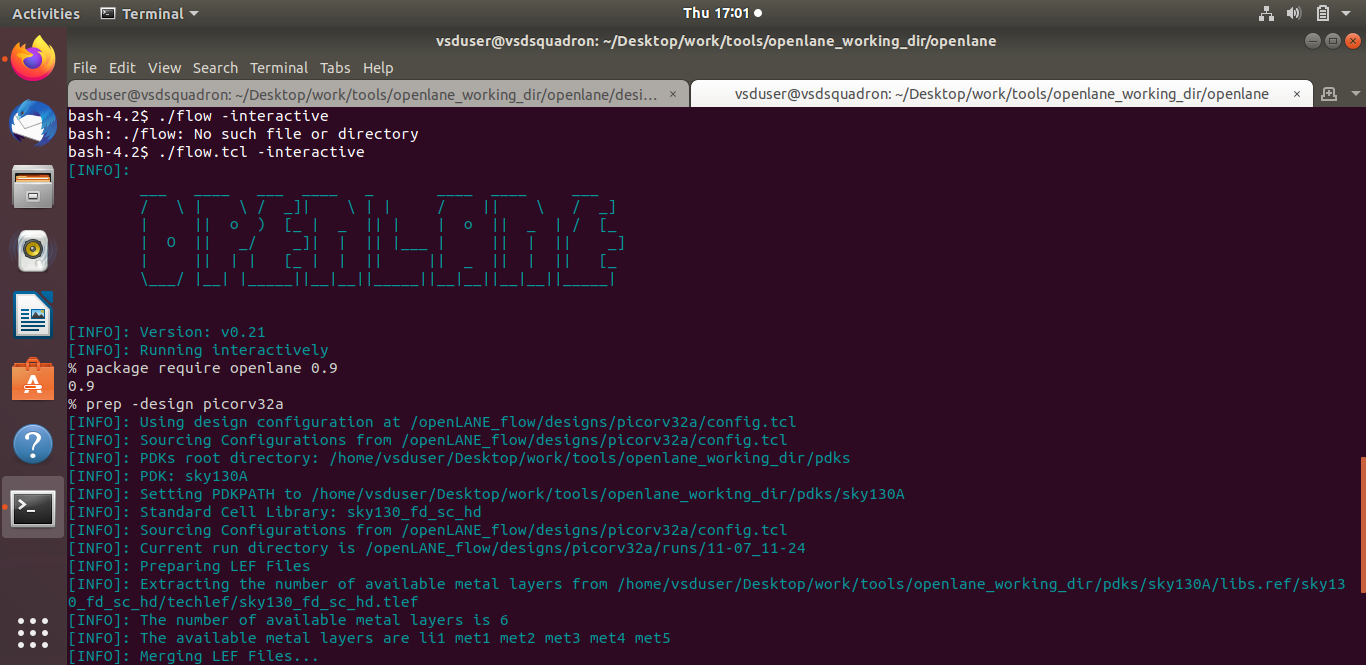 Activities Terminal Thu 17:01
vsduser@vsdsquadron: ~/Desktop/work/tools/openlane_working_dir/openlane
File Edit View Search Terminal Tabs Help
vsduser@vsdsquadron: ~/Desktop/work/tools/openlane_working_dir/openlane/desi... × vsduser@vsdsquadron: ~/Desktop/work/tools/openlane_working_dir/openlane ×
bash-4.2$ ./flow -interactive
bash: ./flow: No such file or directory
bash-4.2$ ./flow.tcl -interactive
[INFO]:
OPENLANE
[INFO]: Version: v0.21
[INFO]: Running interactively
% package require openlane 0.9
0.9
% prep -design picorv32a
[INFO]: Using design configuration at /openLANE_flow/designs/picorv32a/config.tcl
[INFO]: Sourcing Configurations from /openLANE_flow/designs/picorv32a/config.tcl
[INFO]: PDKs root directory: /home/vsduser/Desktop/work/tools/openlane_working_dir/pdks
[INFO]: PDK: sky130A
[INFO]: Setting PDKPATH to /home/vsduser/Desktop/work/tools/openlane_working_dir/pdks/sky130A
[INFO]: Standard Cell Library: sky130_fd_sc_hd
[INFO]: Sourcing Configurations from /openLANE_flow/designs/picorv32a/config.tcl
[INFO]: Current run directory is /openLANE_flow/designs/picorv32a/runs/11-07_11-24
[INFO]: Preparing LEF Files
[INFO]: Extracting the number of available metal layers from /home/vsduser/Desktop/work/tools/openlane_working_dir/pdks/sky130A/libs.ref/sky13
0_fd_sc_hd/techlef/sky130_fd_sc_hd.tlef
[INFO]: The number of available metal layers is 6
[INFO]: The available metal layers are li1 met1 met2 met3 met4 met5
[INFO]: Merging LEF Files...